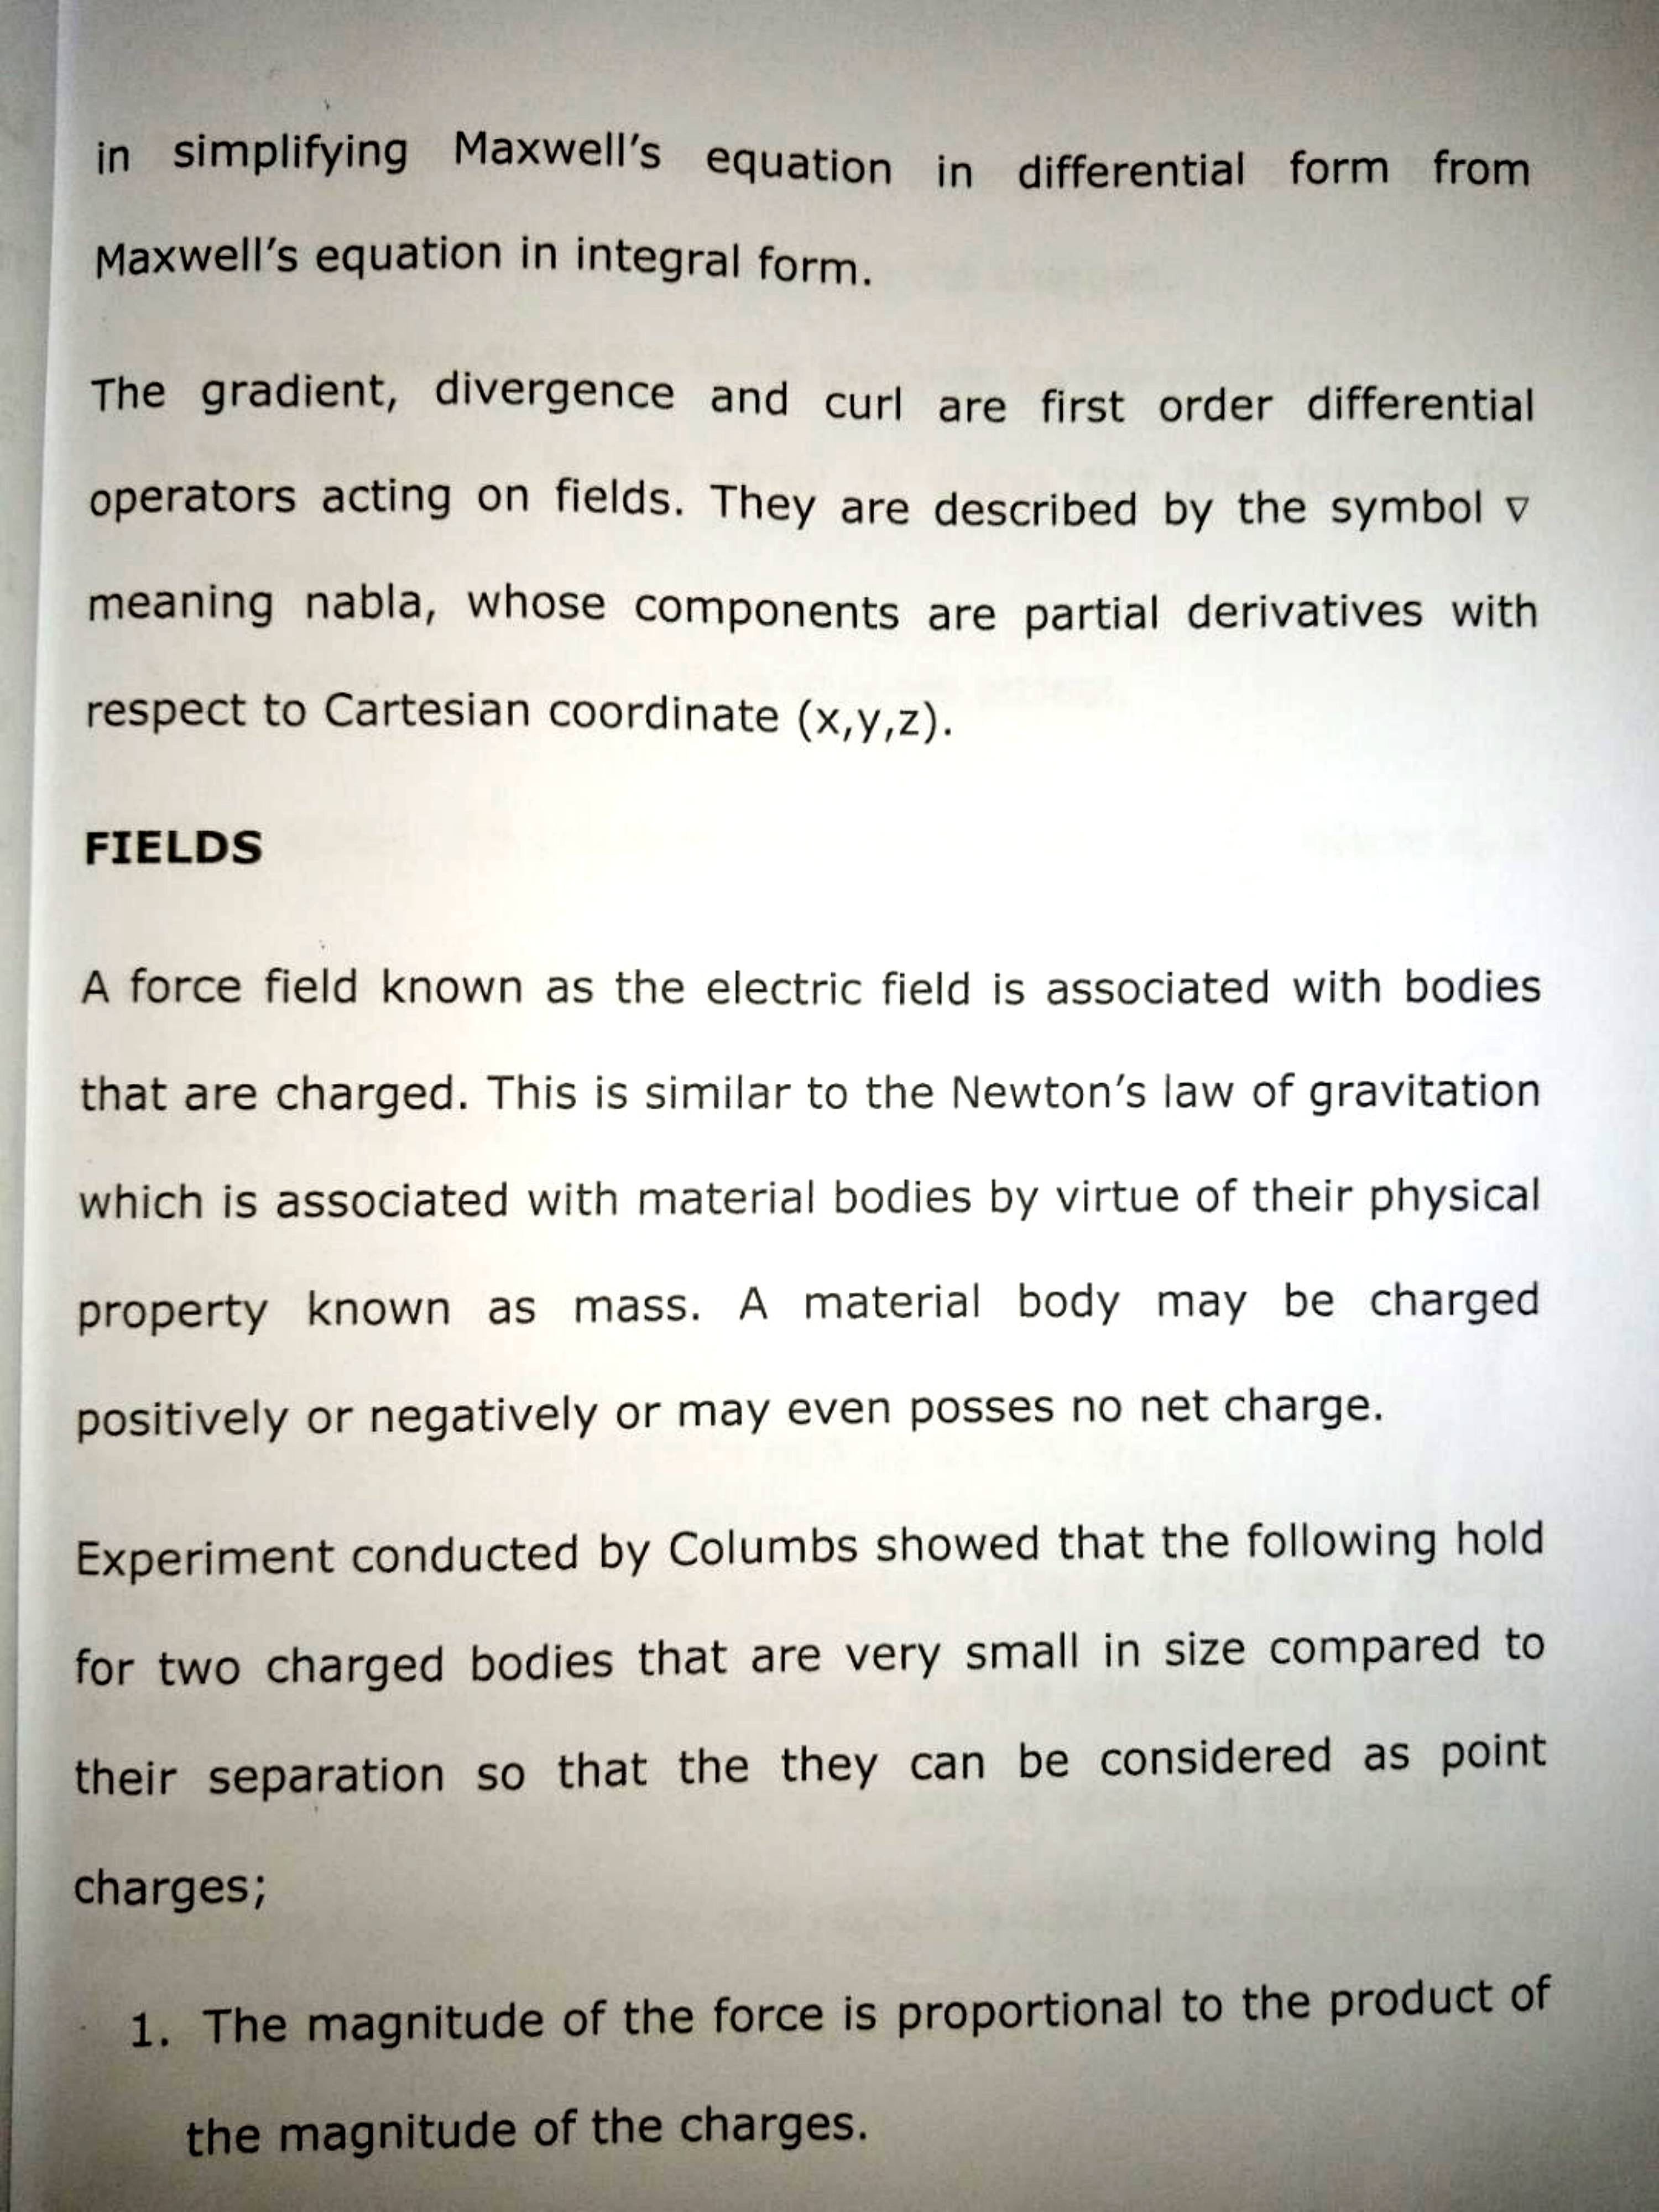 in simplifying Maxwell's equation in differential form from
Maxwell's equation in integral form.
The gradient, divergence and curl are first order differential
operators acting on fields. They are described by the symbol ∇
meaning nabla, whose components are partial derivatives with
respect to Cartesian coordinate (x,y,z).
FIELDS
A force field known as the electric field is associated with bodies
that are charged. This is similar to the Newton's law of gravitation
which is associated with material bodies by virtue of their physical
property known as mass. A material body may be charged
positively or negatively or may even posses no net charge.
Experiment conducted by Columbs showed that the following hold
for two charged bodies that are very small in size compared to
their separation so that the they can be considered as point
charges;
1. The magnitude of the force is proportional to the product of
the magnitude of the charges.